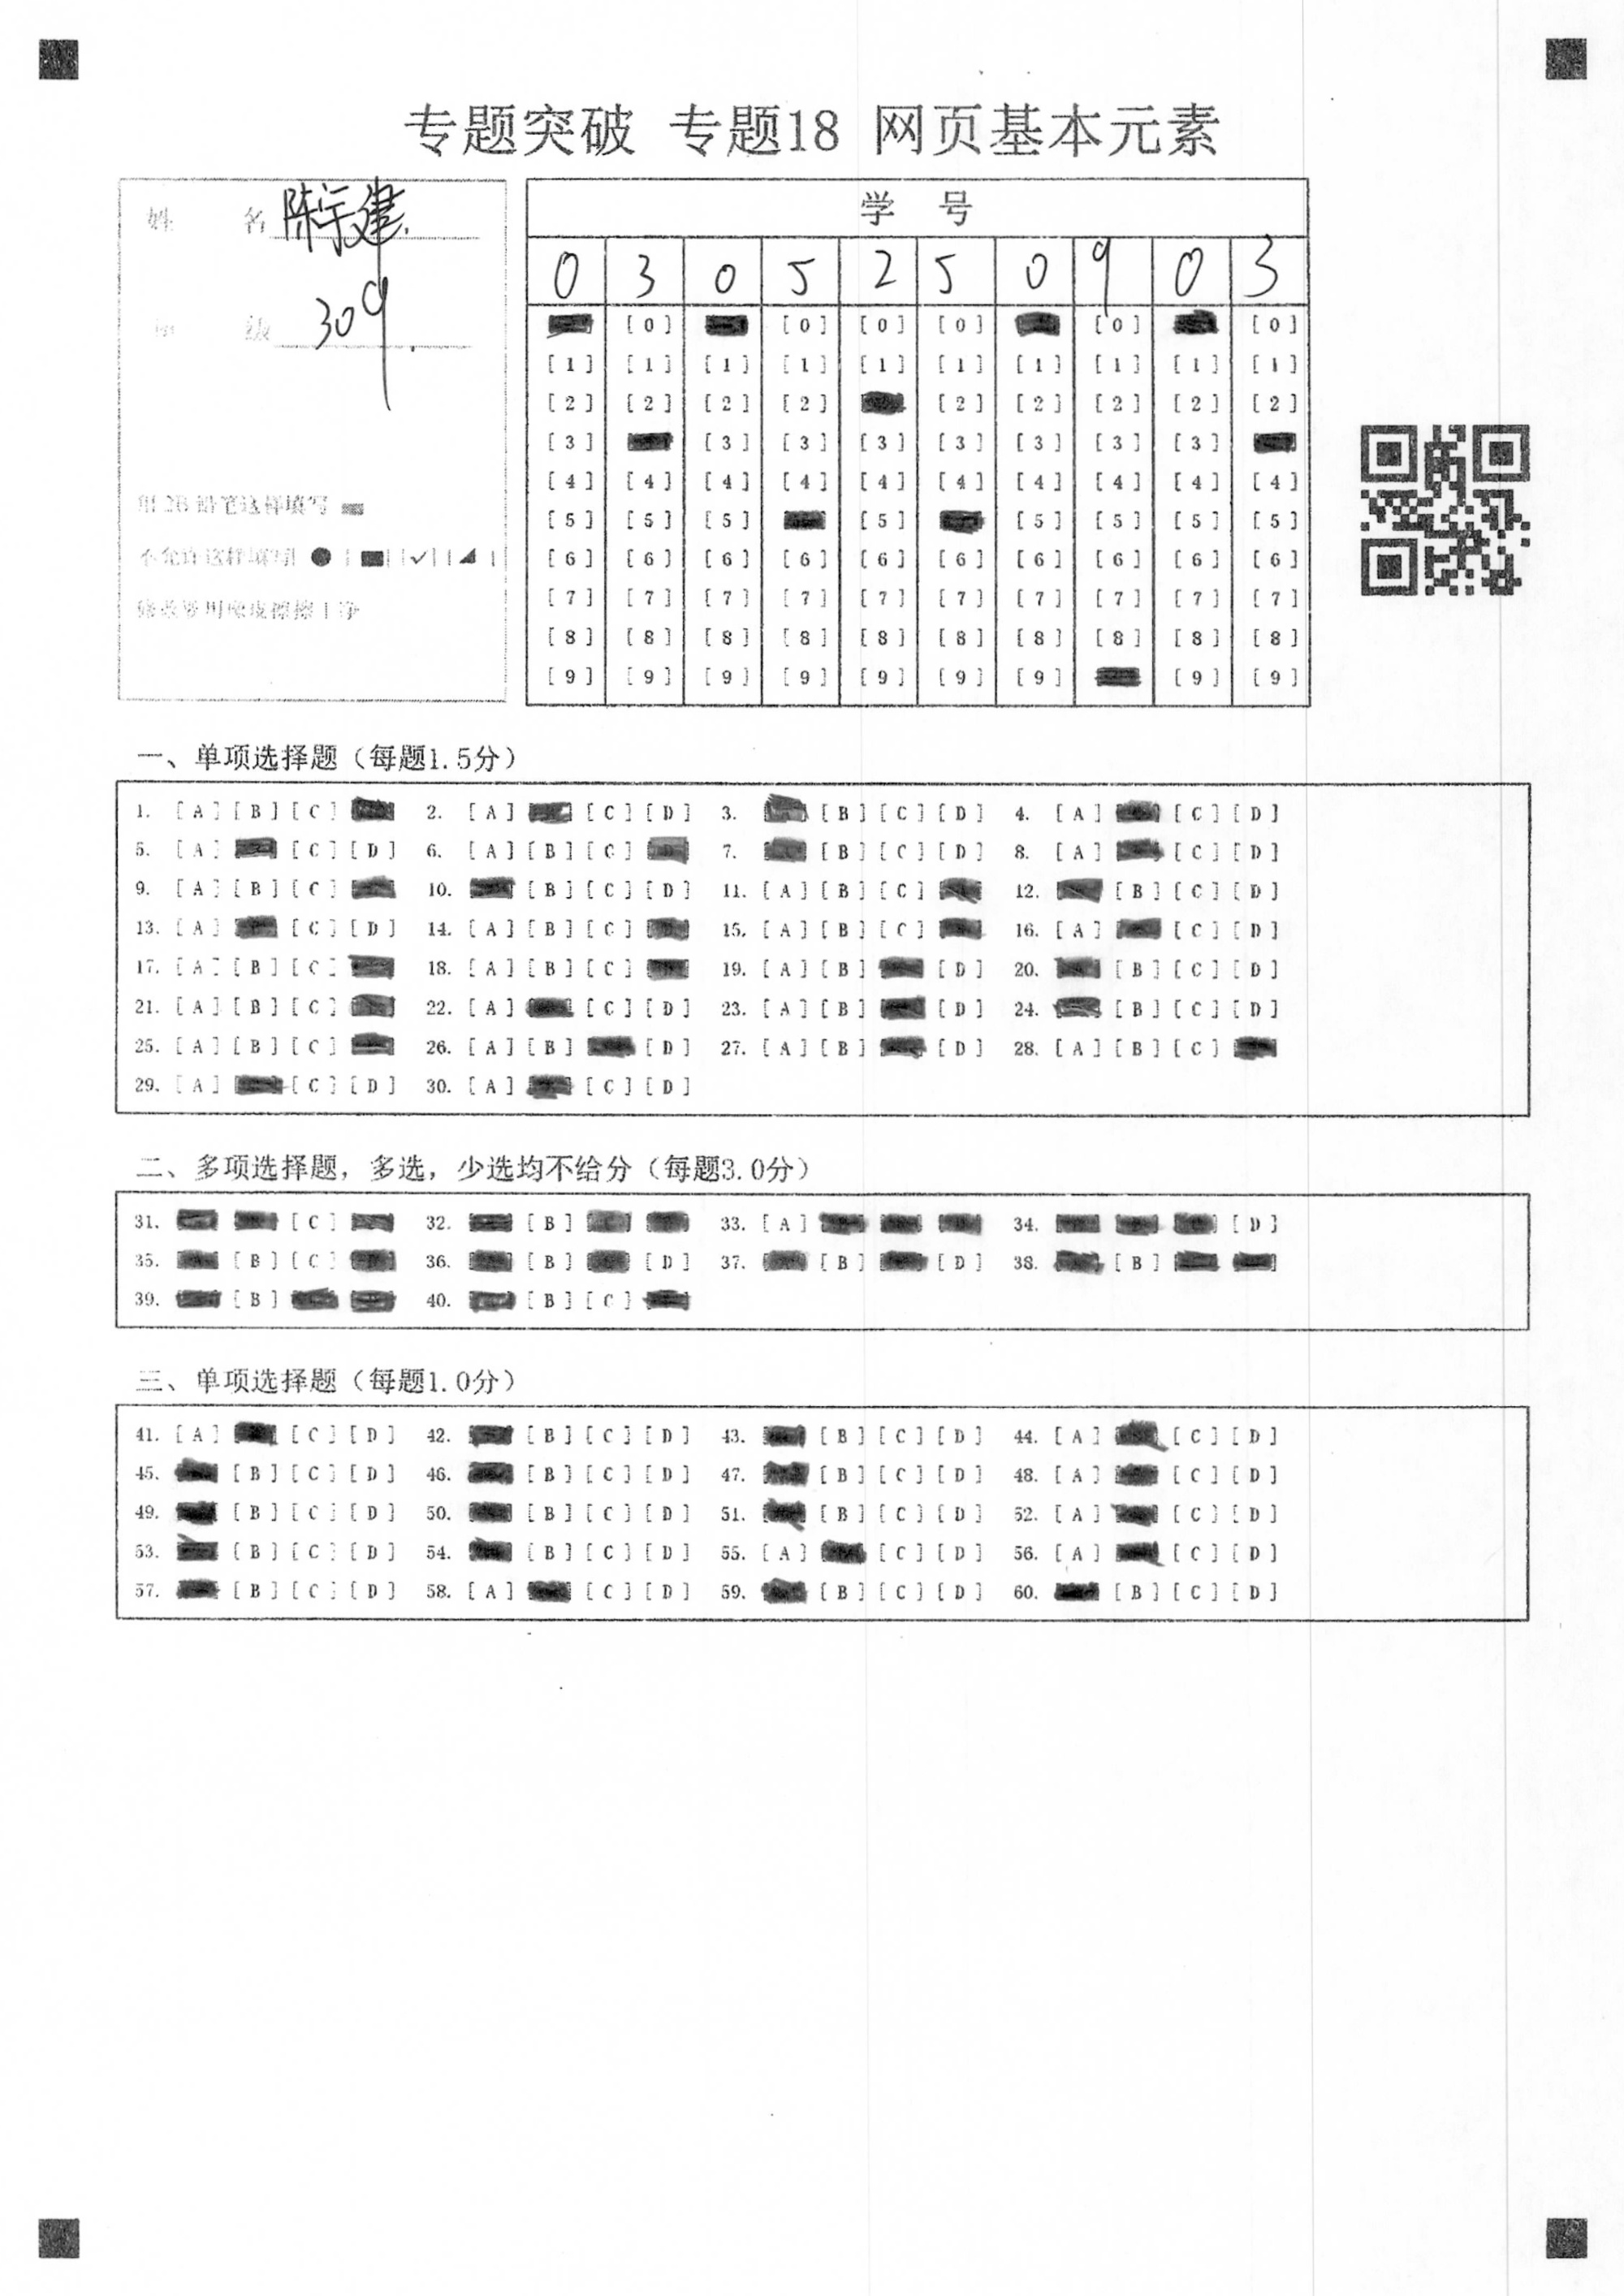 专题突破 专题18 网页基本元素
姓 名 陈宗建
班 级 309.
用2B铅笔这样填写
不允许这样填写
修改要用橡皮擦擦干净
学 号
0 3 0 5 2 5 0 9 0 3
[0] [0] [0] [0] [0] [0]
[1] [1] [1] [1] [1] [1] [1] [1] [1] [1]
[2] [2] [2] [2] [2] [2] [2] [2] [2]
[3] [3] [3] [3] [3] [3] [3] [3]
[4] [4] [4] [4] [4] [4] [4] [4] [4] [4]
[5] [5] [5] [5] [5] [5] [5] [5]
[6] [6] [6] [6] [6] [6] [6] [6] [6] [6]
[7] [7] [7] [7] [7] [7] [7] [7] [7] [7]
[8] [8] [8] [8] [8] [8] [8] [8] [8] [8]
[9] [9] [9] [9] [9] [9] [9] [9] [9]
一、单项选择题（每题1.5分）
1. [A] [B] [C] 2. [A] [C] [D] 3. [B] [C] [D] 4. [A] [C] [D]
5. [A] [C] [D] 6. [A] [B] [C] 7. [B] [C] [D] 8. [A] [C] [D]
9. [A] [B] [C] 10. [B] [C] [D] 11. [A] [B] [C] 12. [B] [C] [D]
13. [A] [C] [D] 14. [A] [B] [C] 15. [A] [B] [C] 16. [A] [C] [D]
17. [A] [B] [C] 18. [A] [B] [C] 19. [A] [B] [D] 20. [B] [C] [D]
21. [A] [B] [C] 22. [A] [C] [D] 23. [A] [B] [D] 24. [B] [C] [D]
25. [A] [B] [C] 26. [A] [B] [D] 27. [A] [B] [D] 28. [A] [B] [C]
29. [A] [C] [D] 30. [A] [C] [D]
二、多项选择题，多选，少选均不给分（每题3.0分）
31. [C] 32. [B] 33. [A] 34. [D]
35. [B] [C] 36. [B] [D] 37. [B] [D] 38. [B]
39. [B] 40. [B] [C]
三、单项选择题（每题1.0分）
41. [A] [C] [D] 42. [B] [C] [D] 43. [B] [C] [D] 44. [A] [C] [D]
45. [B] [C] [D] 46. [B] [C] [D] 47. [B] [C] [D] 48. [A] [C] [D]
49. [B] [C] [D] 50. [B] [C] [D] 51. [B] [C] [D] 52. [A] [C] [D]
53. [B] [C] [D] 54. [B] [C] [D] 55. [A] [C] [D] 56. [A] [C] [D]
57. [B] [C] [D] 58. [A] [C] [D] 59. [B] [C] [D] 60. [B] [C] [D]